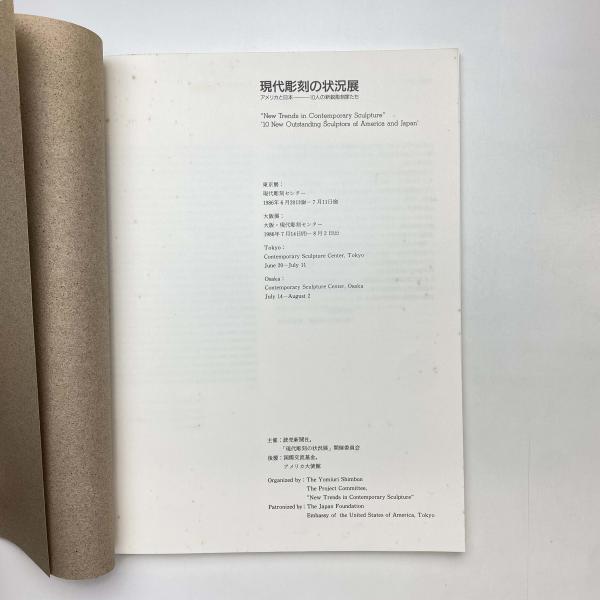 現代彫刻の状況展
アメリカと日本——10人の新鋭彫刻家たち
"New Trends in Contemporary Sculpture"
'10 New Outstanding Sculptors of America and Japan'
東京展：
現代彫刻センター
1986年6月20日㈮－7月11日㈮
大阪展：
大阪・現代彫刻センター
1986年7月14日㈪－8月2日㈯
Tokyo：
Contemporary Sculpture Center, Tokyo
June 20—July 11
Osaka：
Contemporary Sculpture Center, Osaka
July 14—August 2
主催：読売新聞社,
「現代彫刻の状況展」開催委員会
後援：国際交流基金,
アメリカ大使館
Organized by：The Yomiuri Shimbun
The Project Committee,
"New Trends in Contemporary Sculpture"
Patronized by：The Japan Foundation
Embassy of the United States of America, Tokyo